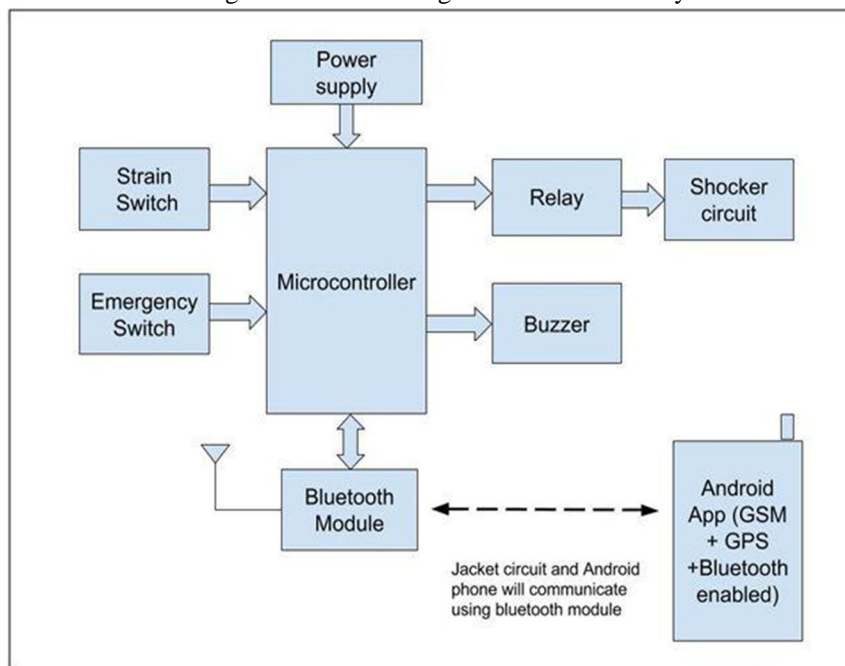 Power
supply
Strain
Switch
Microcontroller
Relay
Shocker
circuit
Emergency
Switch
Buzzer
Bluetooth
Module
Android
App (GSM
+ GPS
+Bluetooth
enabled)
Jacket circuit and Android
phone will communicate
using bluetooth module